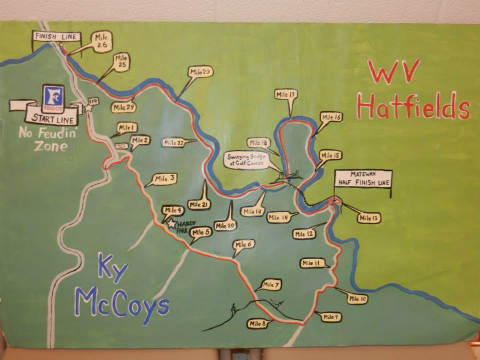 FINISH LINE
Mile
26
Mile
25
Mile 24
Mile 23
Mile 22
Mile 21
Mile 20
Mile 19
Mile 18
Mile 17
Mile 16
Mile 15
Mile 14
Swinging Bridge
at Golf Course
MATEWAN
HALF FINISH LINE
Mile 13
Mile 12
Mile 11
Mile 10
Mile 9
Mile 8
Mile 7
Mile 6
Mile 5
Mile 4
Mile 3
Mile 2
Mile 1
119
F
START LINE
No Feudin'
Zone
WV
Hatfields
Ky
McCoys